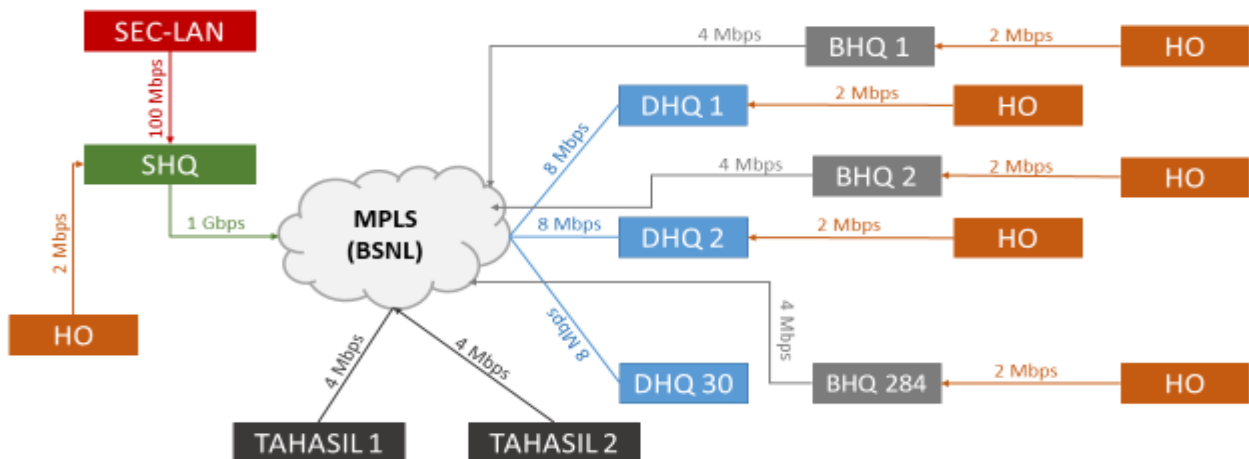 SEC-LAN
100 Mbps
SHQ
1 Gbps
2 Mbps
HO
MPLS
(BSNL)
4 Mbps
BHQ 1
2 Mbps
HO
8 Mbps
DHQ 1
2 Mbps
HO
4 Mbps
BHQ 2
2 Mbps
HO
8 Mbps
DHQ 2
2 Mbps
HO
8 Mbps
DHQ 30
4 Mbps
BHQ 284
2 Mbps
HO
4 Mbps
TAHASIL 1
4 Mbps
TAHASIL 2